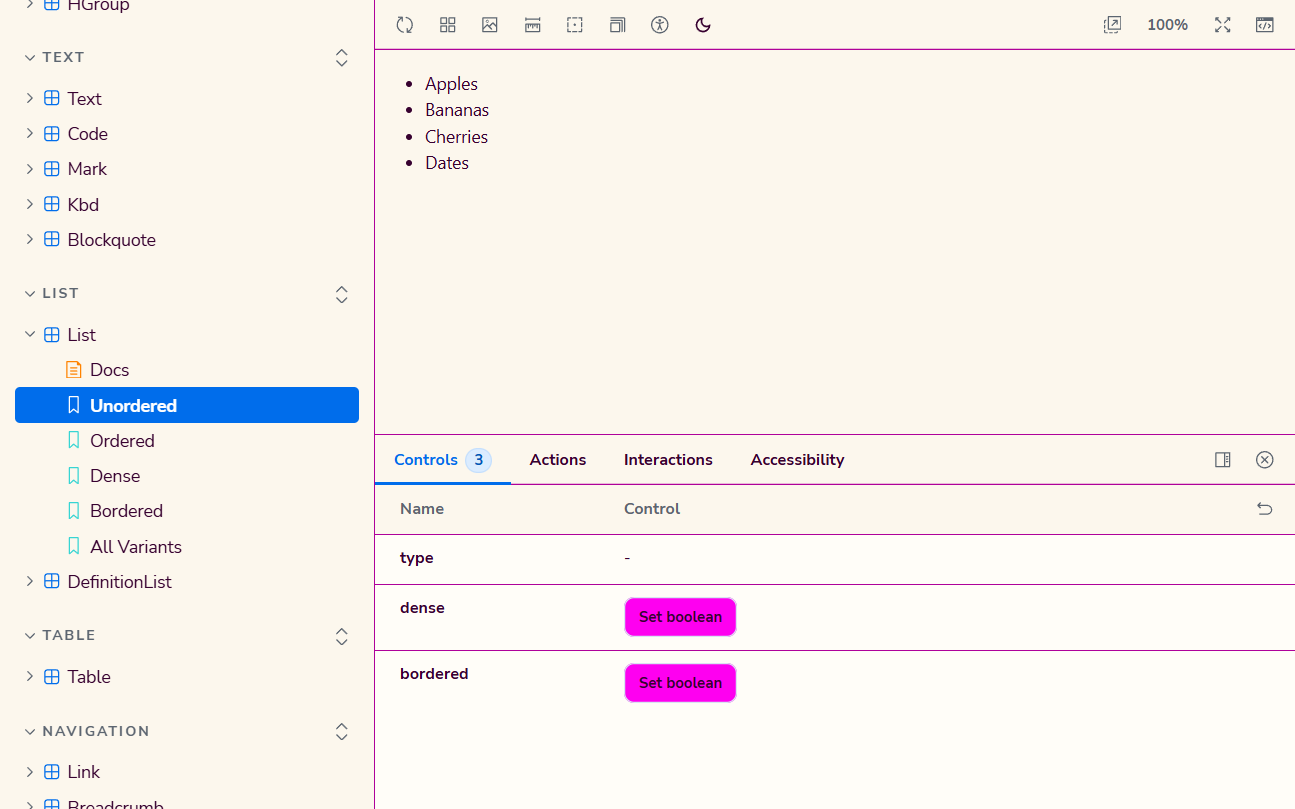 HGroup
TEXT
Text
Code
Mark
Kbd
Blockquote
LIST
List
Docs
Unordered
Ordered
Dense
Bordered
All Variants
DefinitionList
TABLE
Table
NAVIGATION
Link
Breadcrumb
100%
Apples
Bananas
Cherries
Dates
Controls 3 Actions Interactions Accessibility
Name Control
type -
dense Set boolean
bordered Set boolean